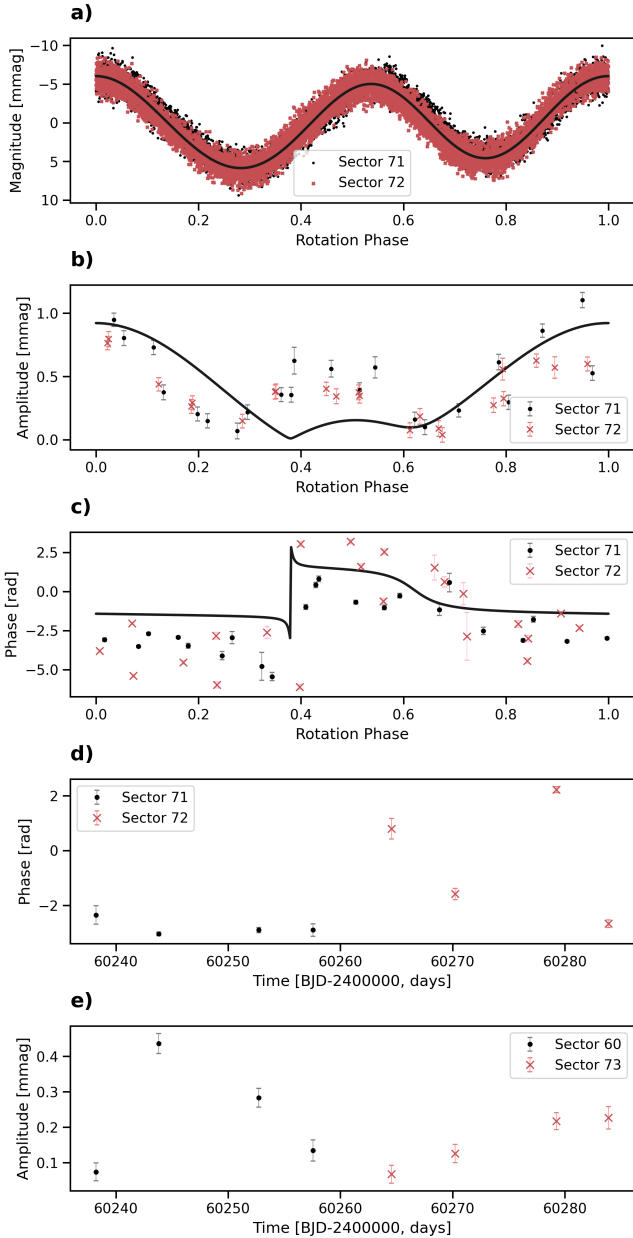 a)
−10
−5
0
5
10
Magnitude [mmag]
Sector 71
Sector 72
0.0 0.2 0.4 0.6 0.8 1.0
Rotation Phase
b)
1.0
0.5
0.0
Amplitude [mmag]
Sector 71
Sector 72
0.0 0.2 0.4 0.6 0.8 1.0
Rotation Phase
c)
2.5
0.0
−2.5
−5.0
Phase [rad]
Sector 71
Sector 72
0.0 0.2 0.4 0.6 0.8 1.0
Rotation Phase
d)
2
0
−2
Phase [rad]
Sector 71
Sector 72
60240 60250 60260 60270 60280
Time [BJD-2400000, days]
e)
0.4
0.3
0.2
0.1
Amplitude [mmag]
Sector 60
Sector 73
60240 60250 60260 60270 60280
Time [BJD-2400000, days]